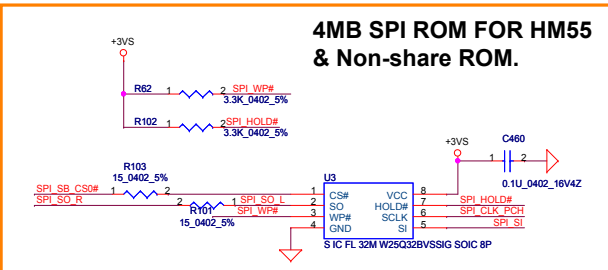 4MB SPI ROM FOR HM55
& Non-share ROM.
+3VS
R62 1 2 SPI_WP#
3.3K_0402_5%
R102 1 2 SPI_HOLD#
3.3K_0402_5%
+3VS
C460
1 2
0.1U_0402_16V4Z
R103
15_0402_5%
U3
SPI_SB_CS0# 1 2 1 CS# VCC 8
SPI_SO_R 2 1 SPI_SO_L 2 SO HOLD# 7 SPI_HOLD#
R101 SPI_WP# 3 WP# SCLK 6 SPI_CLK_PCH
15_0402_5% 4 GND SI 5 SPI_SI
S IC FL 32M W25Q32BVSSIG SOIC 8P